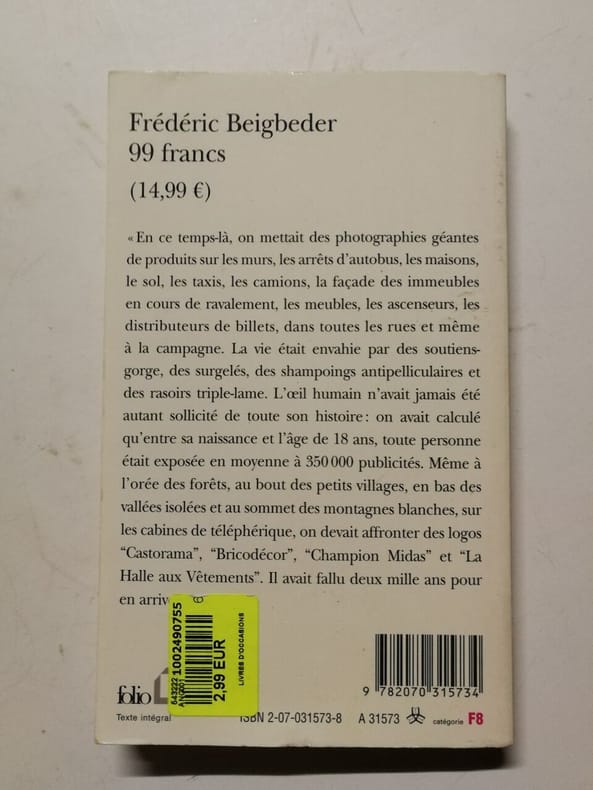 Frédéric Beigbeder
99 francs
(14,99 €)
« En ce temps-là, on mettait des photographies géantes
de produits sur les murs, les arrêts d'autobus, les maisons,
le sol, les taxis, les camions, la façade des immeubles
en cours de ravalement, les meubles, les ascenseurs, les
distributeurs de billets, dans toutes les rues et même
à la campagne. La vie était envahie par des soutiens-
gorge, des surgelés, des shampoings antipelliculaires et
des rasoirs triple-lame. L'œil humain n'avait jamais été
autant sollicité de toute son histoire : on avait calculé
qu'entre sa naissance et l'âge de 18 ans, toute personne
était exposée en moyenne à 350 000 publicités. Même à
l'orée des forêts, au bout des petits villages, en bas des
vallées isolées et au sommet des montagnes blanches, sur
les cabines de téléphérique, on devait affronter des logos
“Castorama”, “Bricodécor”, “Champion Midas” et “La
Halle aux Vêtements”. Il avait fallu deux mille ans pour
en arriv
643222 1002490755
2,99 EUR
LIVRES D'OCCASIONS
folio
Texte intégral
9 782070 315734
ISBN 2-07-031573-8 A 31573 catégorie F8